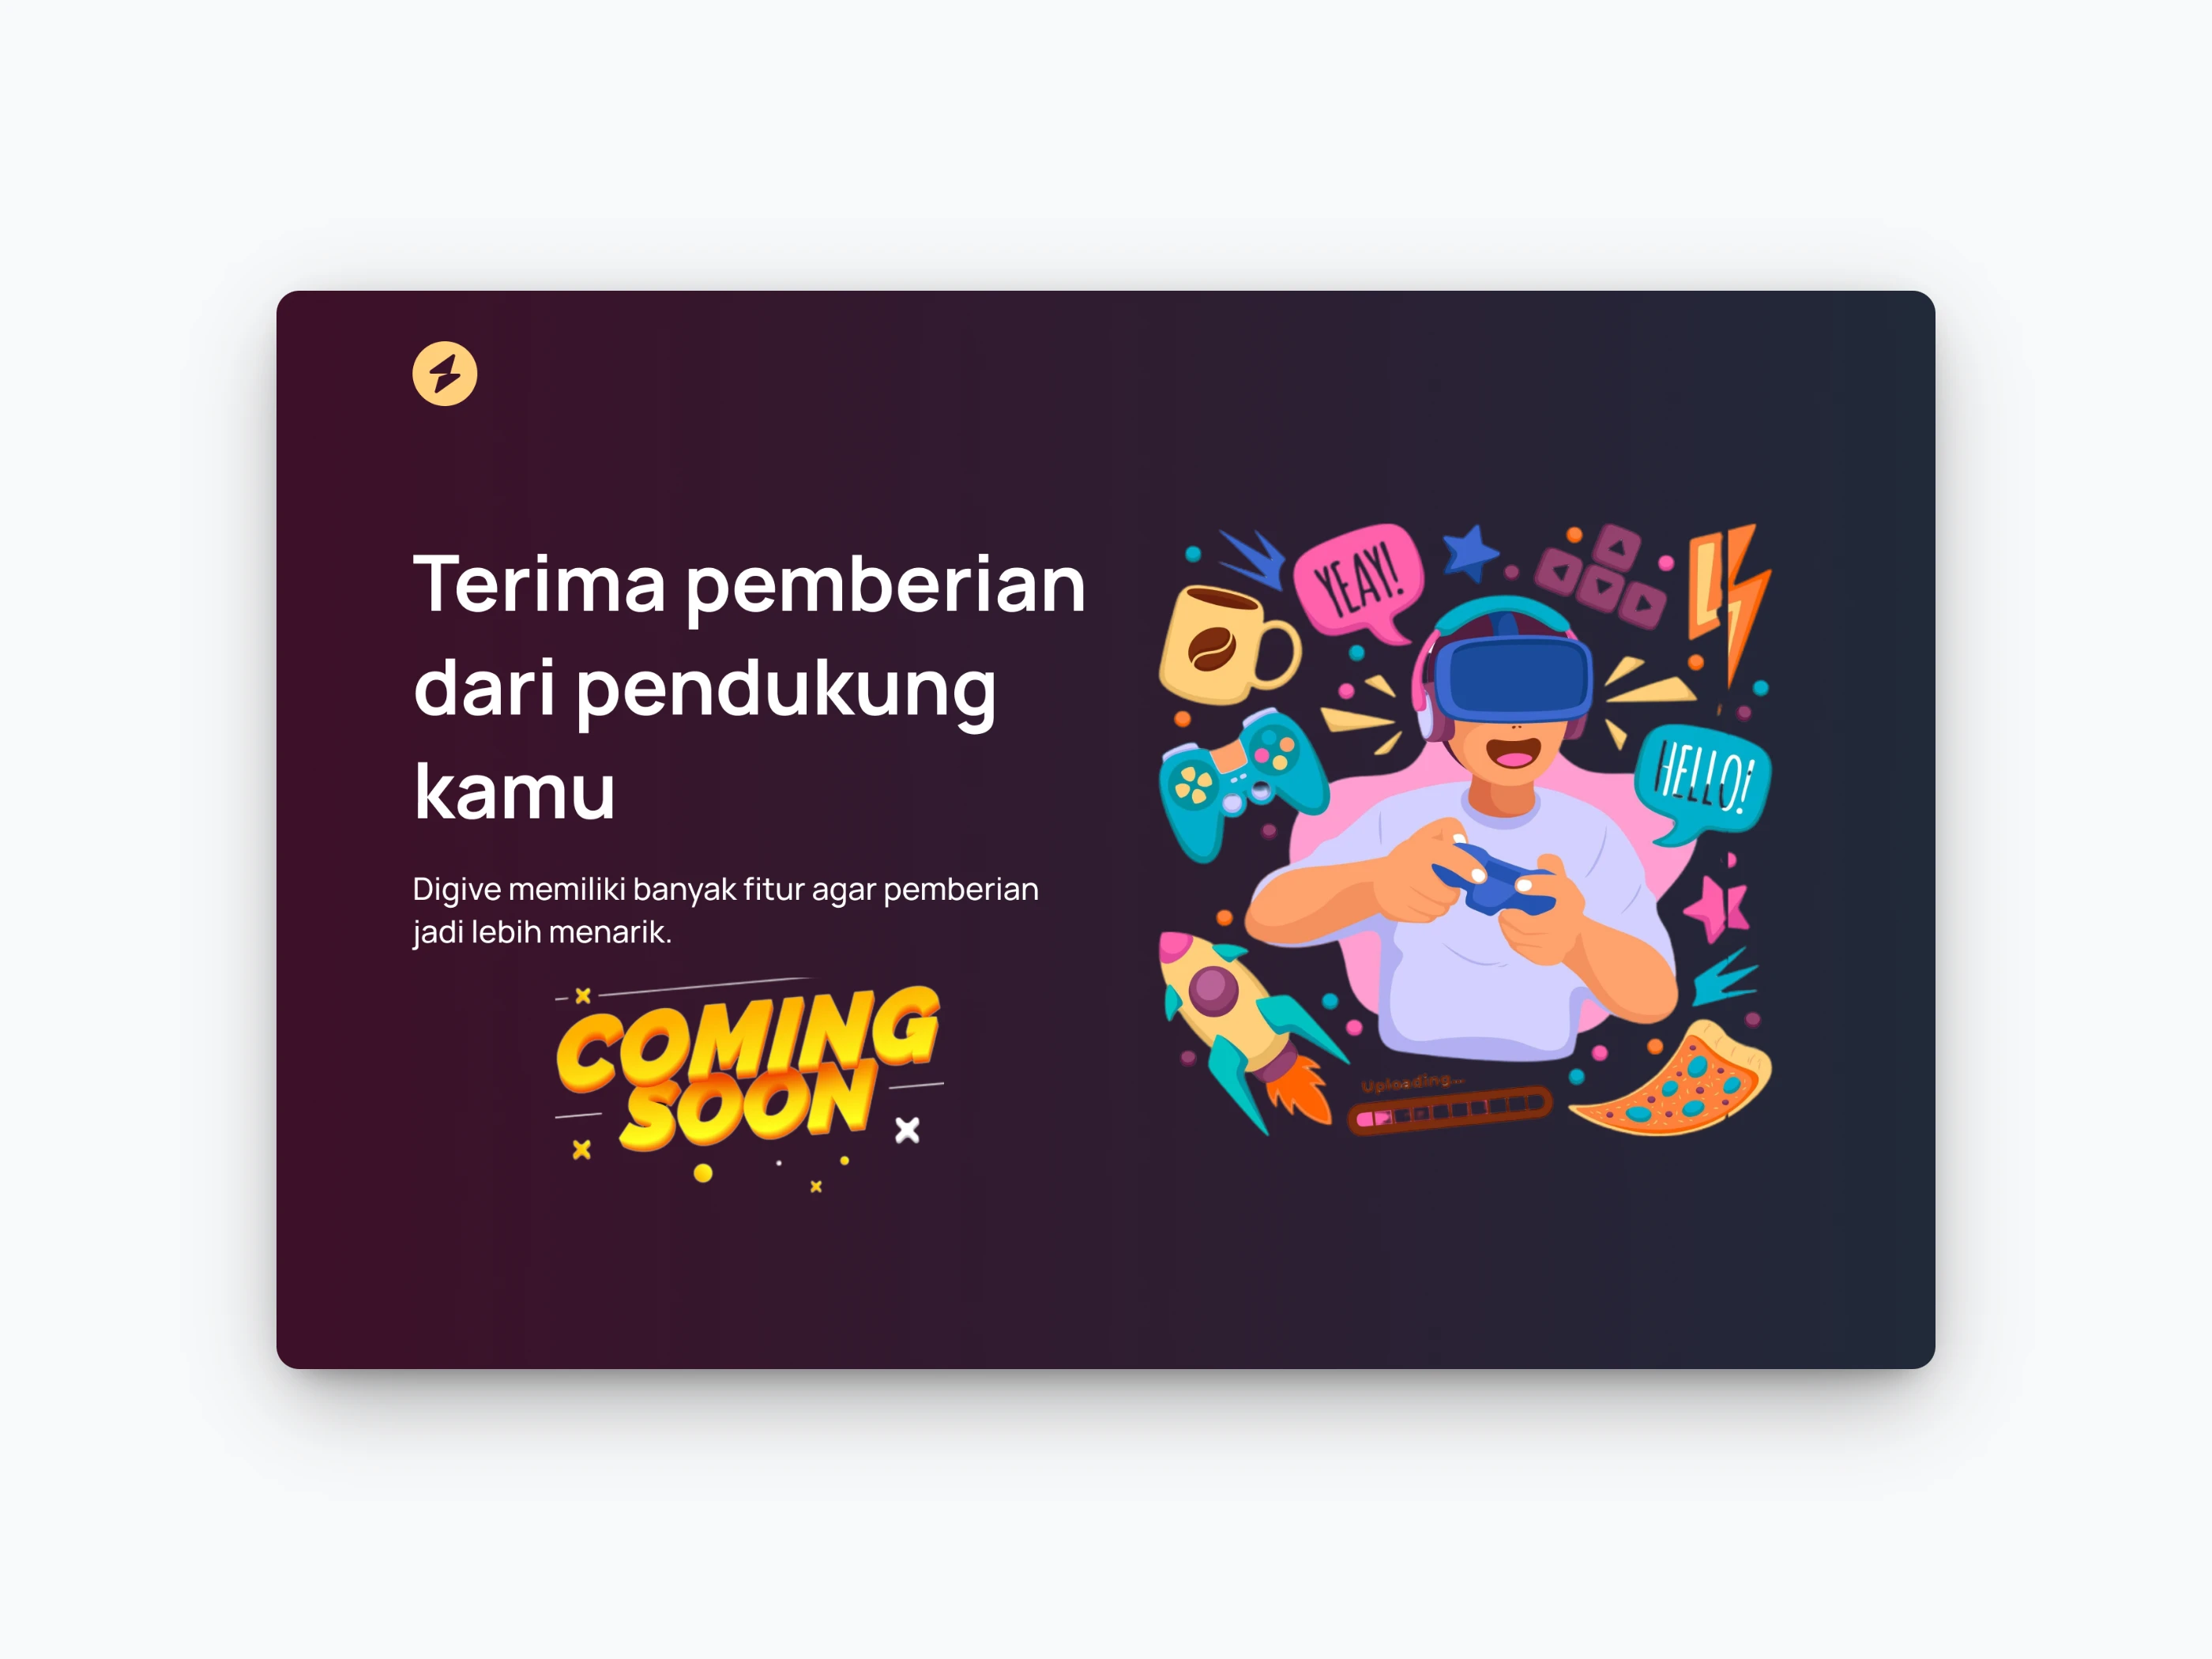 Terima pemberian
dari pendukung
kamu
Digive memiliki banyak fitur agar pemberian
jadi lebih menarik.
COMING
SOON
YEAY!
HELLO!
Uploading...